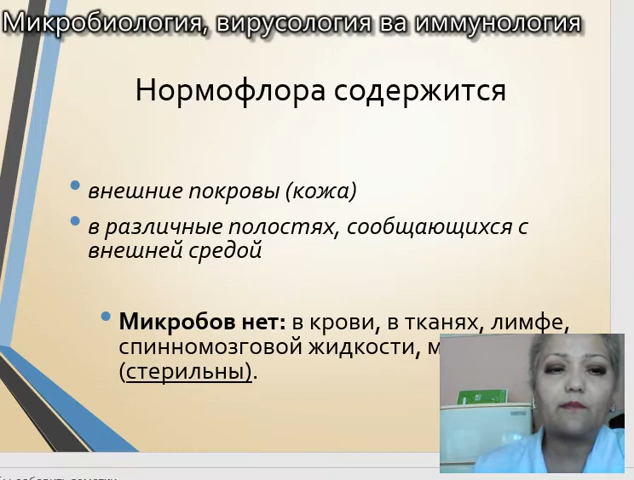 Микробиология, вирусология ва иммунология
Нормофлора содержится
внешние покровы (кожа)
в различные полостях, сообщающихся с
внешней средой
Микробов нет: в крови, в тканях, лимфе,
спинномозговой жидкости,
(стерильны).